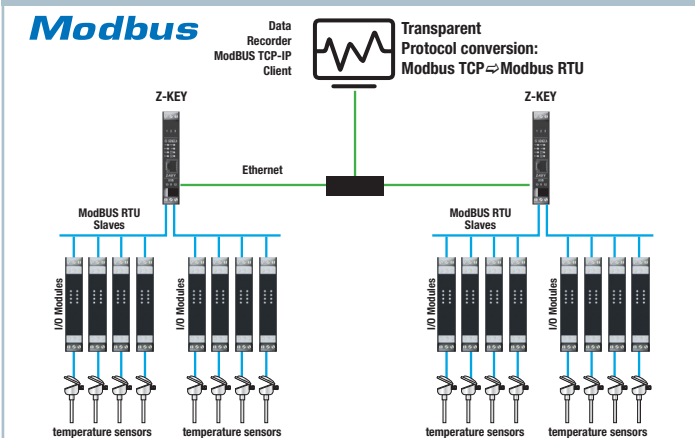 Modbus
Data
Recorder
ModBUS TCP-IP
Client
Transparent
Protocol conversion:
Modbus TCP⇨Modbus RTU
Z-KEY
Z-KEY
Ethernet
ModBUS RTU
Slaves
ModBUS RTU
Slaves
I/O Modules
I/O Modules
I/O Modules
I/O Modules
temperature sensors
temperature sensors
temperature sensors
temperature sensors